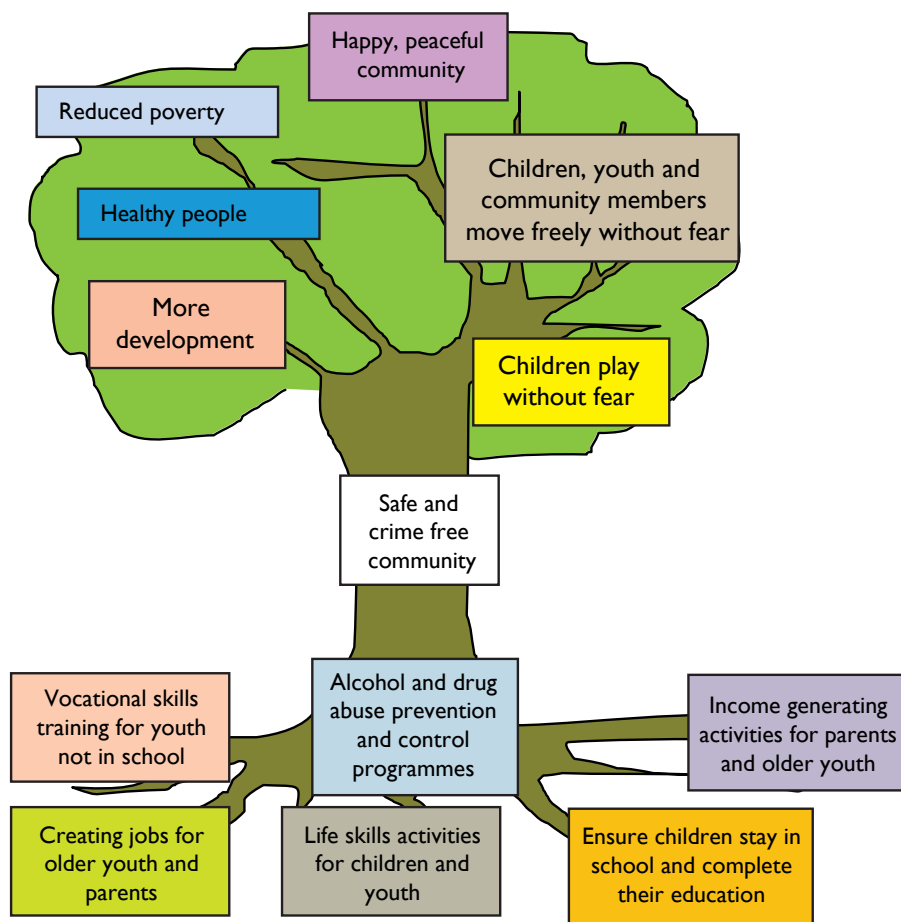 Happy, peaceful
community
Reduced poverty
Children, youth and
community members
move freely without fear
Healthy people
More
development
Children play
without fear
Safe and
crime free
community
Vocational skills
training for youth
not in school
Alcohol and drug
abuse prevention
and control
programmes
Income generating
activities for parents
and older youth
Creating jobs for
older youth and
parents
Life skills activities
for children and
youth
Ensure children stay in
school and complete
their education